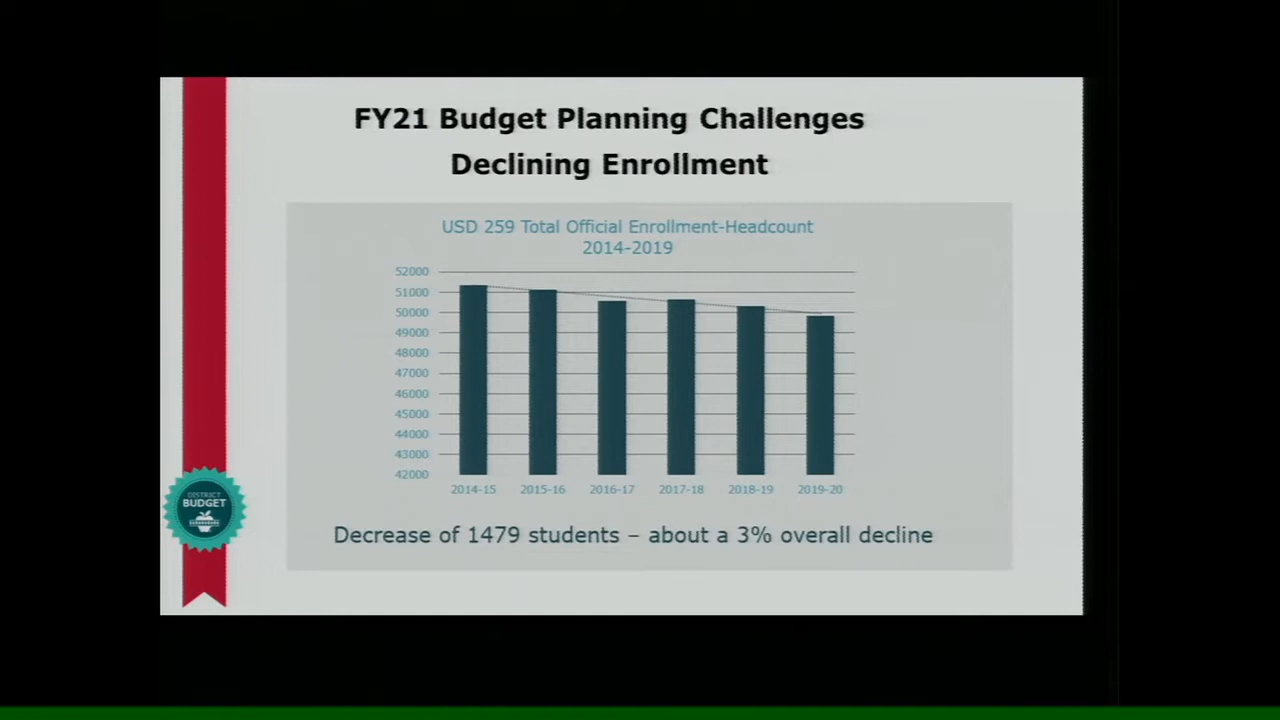 FY21 Budget Planning Challenges
Declining Enrollment
USD 259 Total Official Enrollment-Headcount
2014-2019
52000
51000
50000
49000
48000
47000
46000
45000
44000
43000
42000
2014-15 2015-16 2016-17 2017-18 2018-19 2019-20
DISTRICT
BUDGET
Decrease of 1479 students – about a 3% overall decline